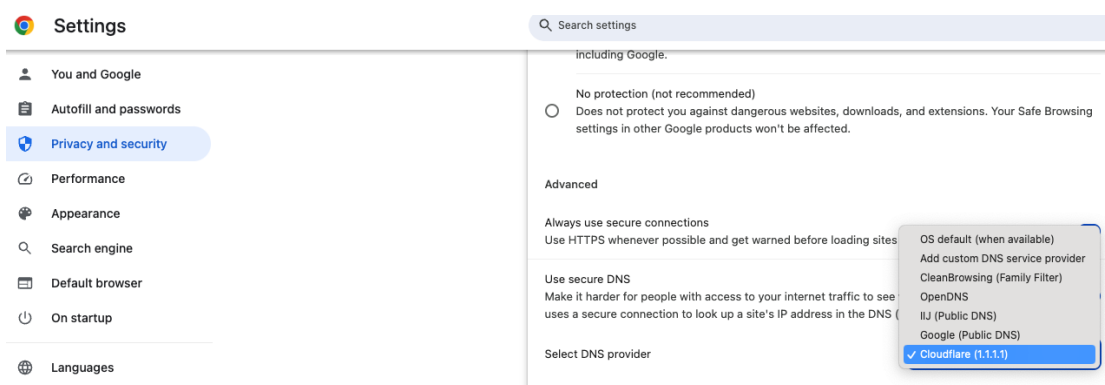 Settings
Search settings
You and Google
Autofill and passwords
Privacy and security
Performance
Appearance
Search engine
Default browser
On startup
Languages
including Google.
No protection (not recommended)
Does not protect you against dangerous websites, downloads, and extensions. Your Safe Browsing
settings in other Google products won't be affected.
Advanced
Always use secure connections
Use HTTPS whenever possible and get warned before loading sites
Use secure DNS
Make it harder for people with access to your internet traffic to see
uses a secure connection to look up a site's IP address in the DNS (
Select DNS provider
OS default (when available)
Add custom DNS service provider
CleanBrowsing (Family Filter)
OpenDNS
IIJ (Public DNS)
Google (Public DNS)
✓ Cloudflare (1.1.1.1)